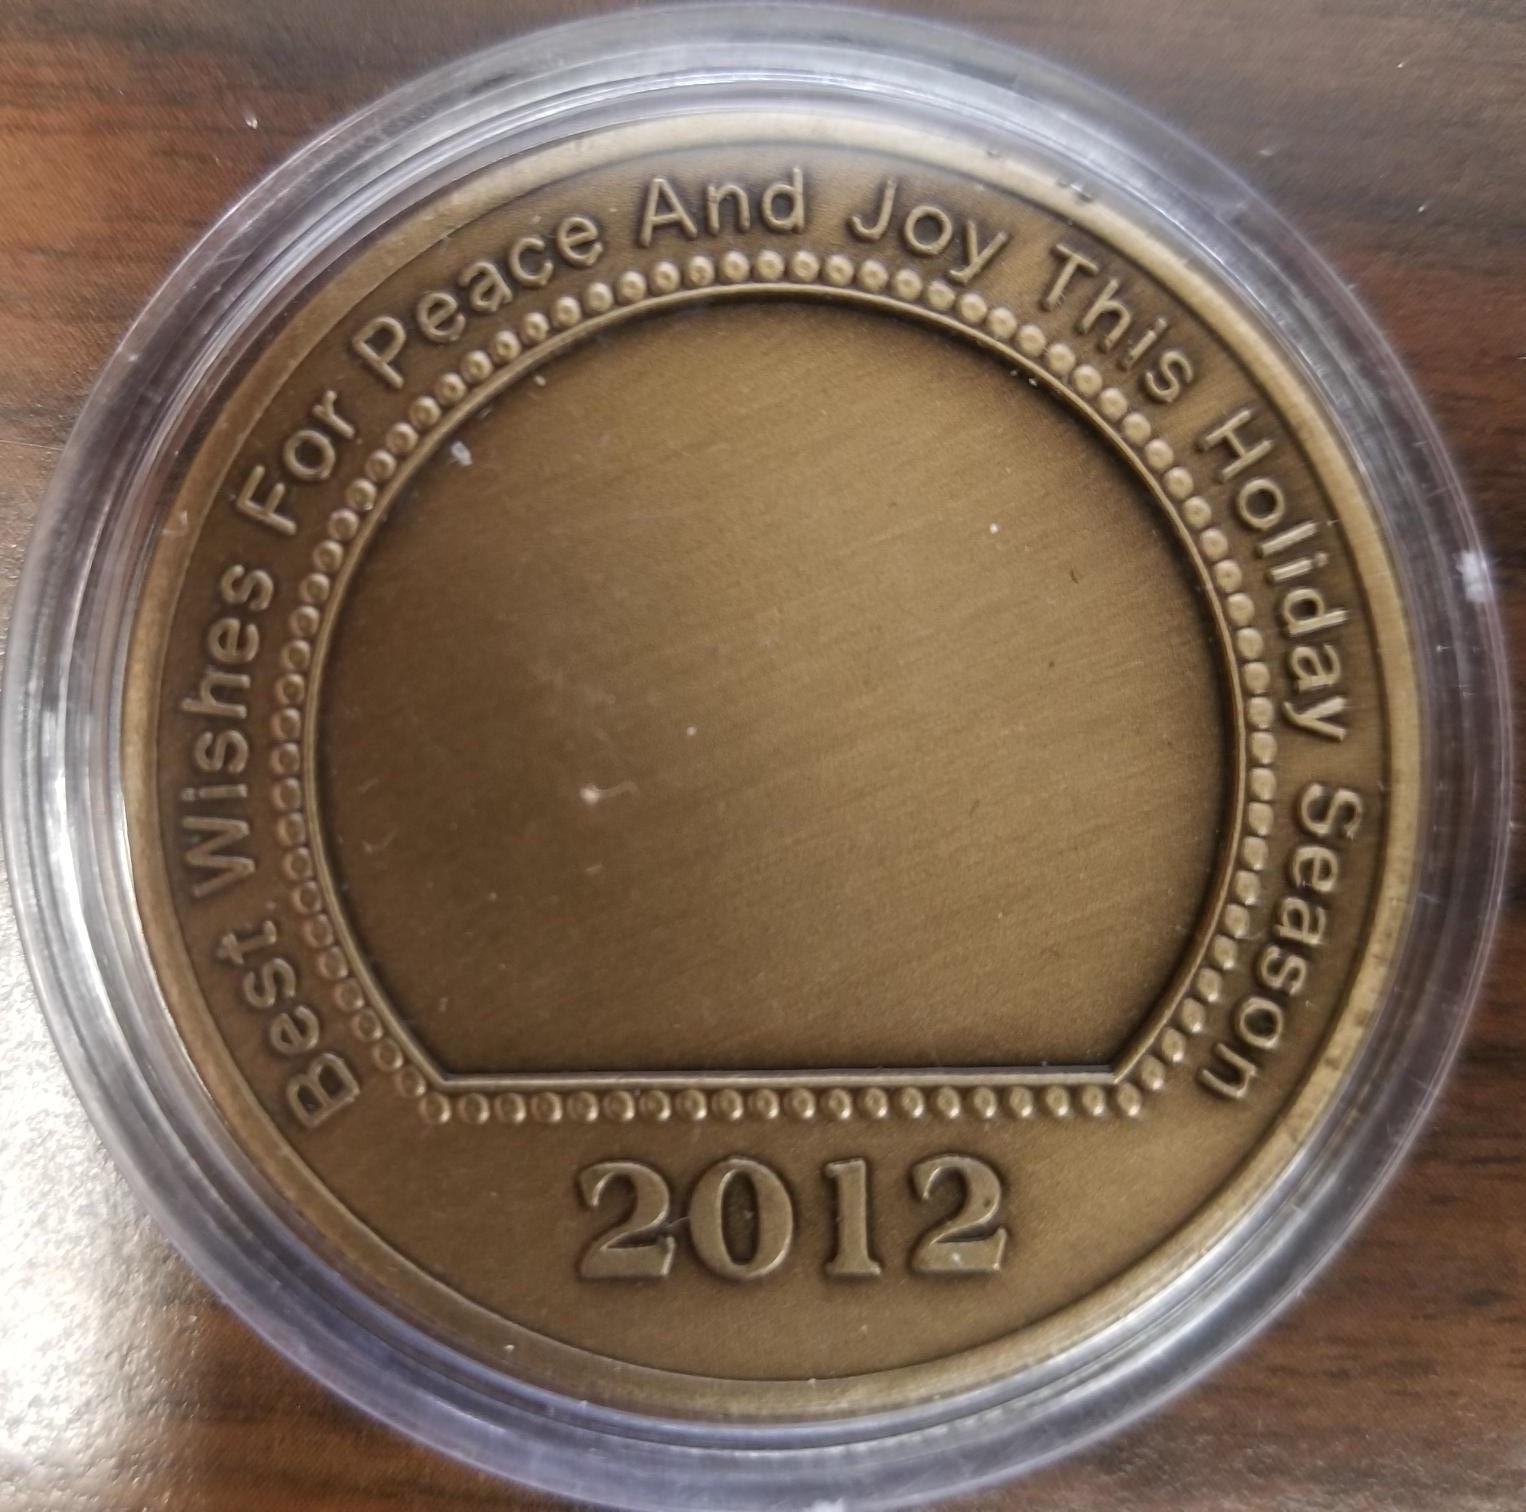 Best Wishes For Peace And Joy This Holiday Season
2012